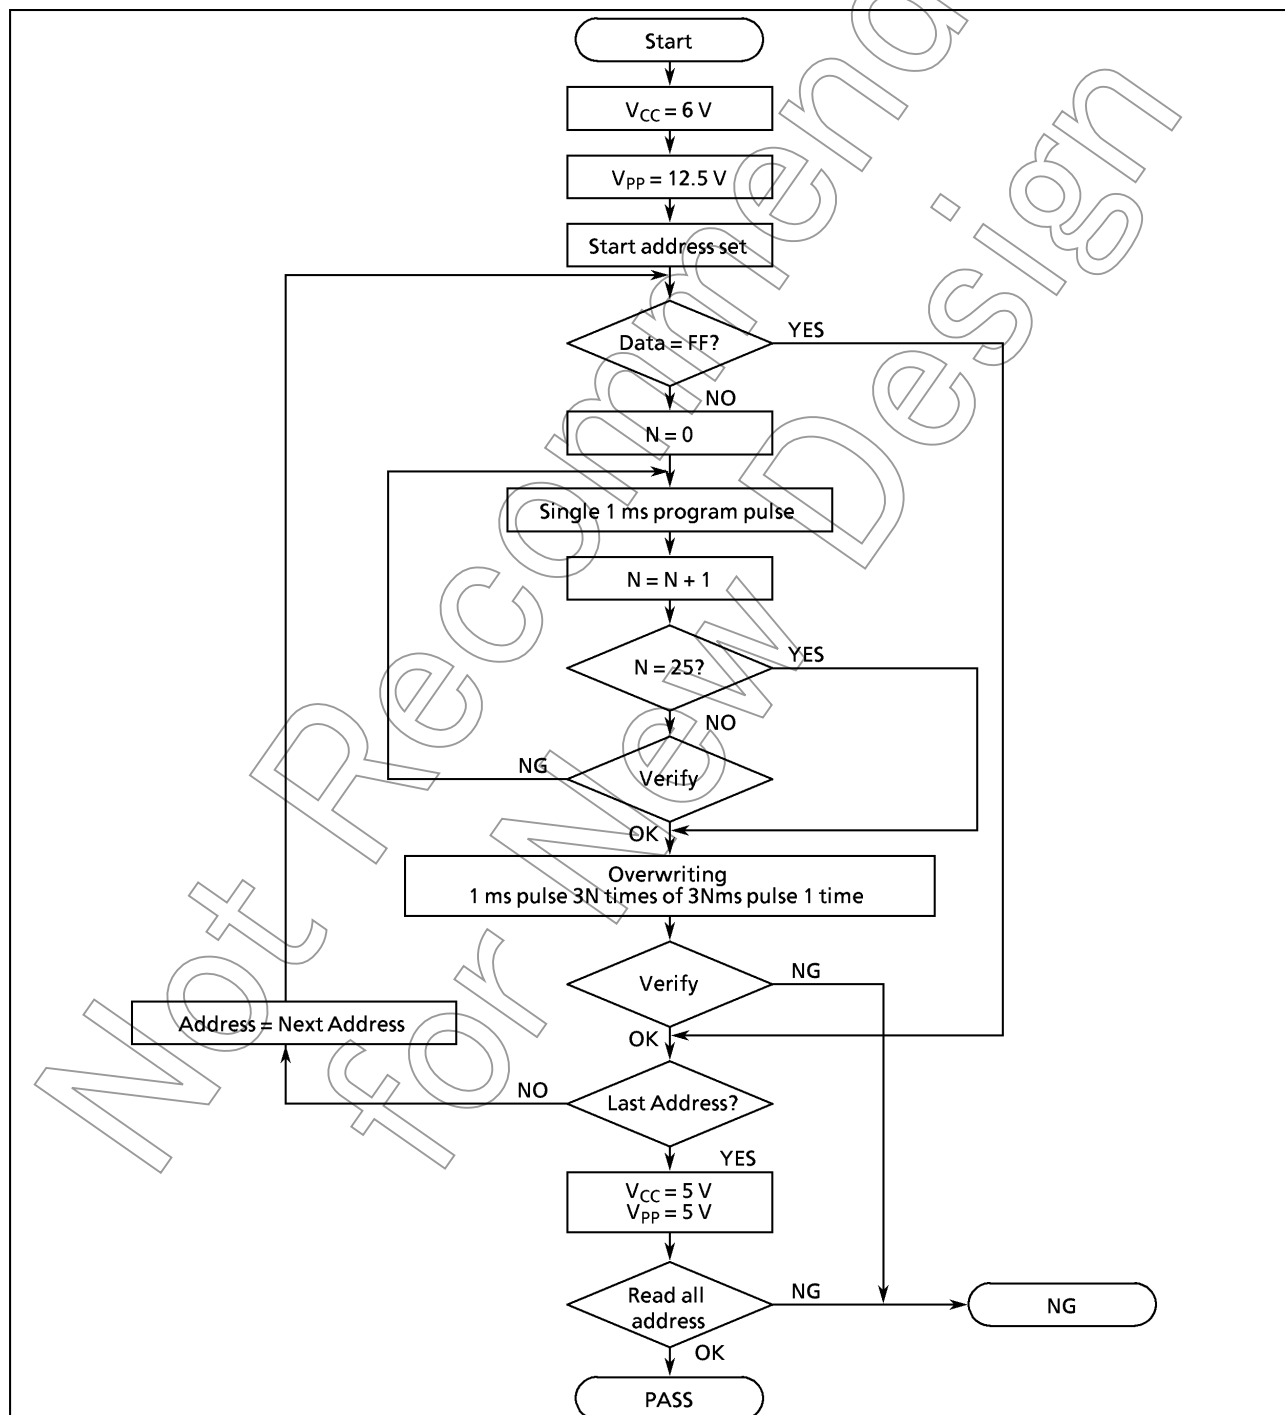 Start
VCC = 6 V
VPP = 12.5 V
Start address set
Data = FF?
YES
NO
N = 0
Single 1 ms program pulse
N = N + 1
N = 25?
YES
NO
NG
Verify
OK
Overwriting
1 ms pulse 3N times of 3Nms pulse 1 time
Verify
NG
Address = Next Address
OK
NO
Last Address?
YES
VCC = 5 V
VPP = 5 V
Read all
address
NG
NG
OK
PASS
Not Recommend
for New Design